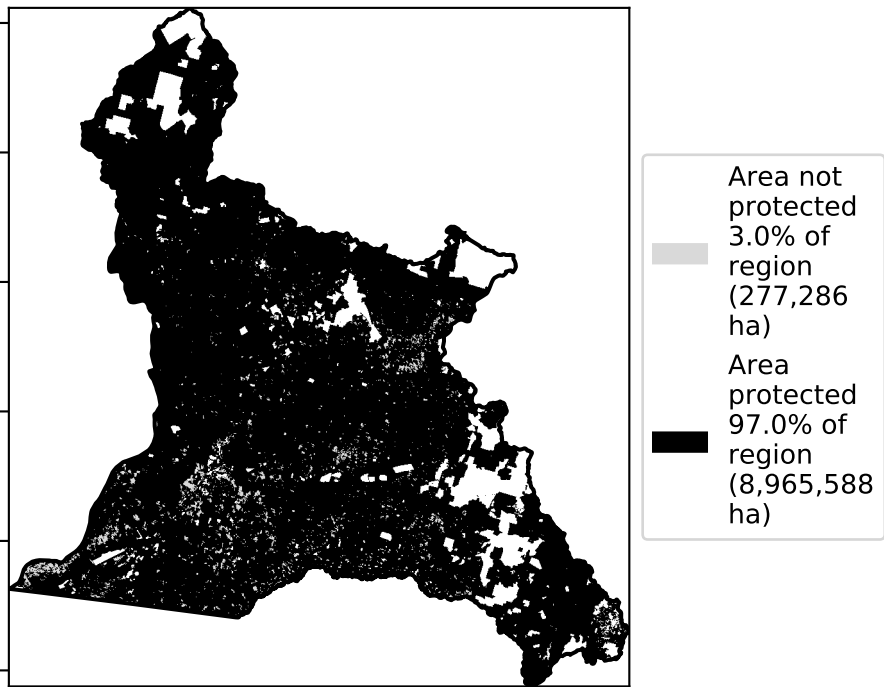 Area not
protected
3.0% of
region
(277,286
ha)
Area
protected
97.0% of
region
(8,965,588
ha)